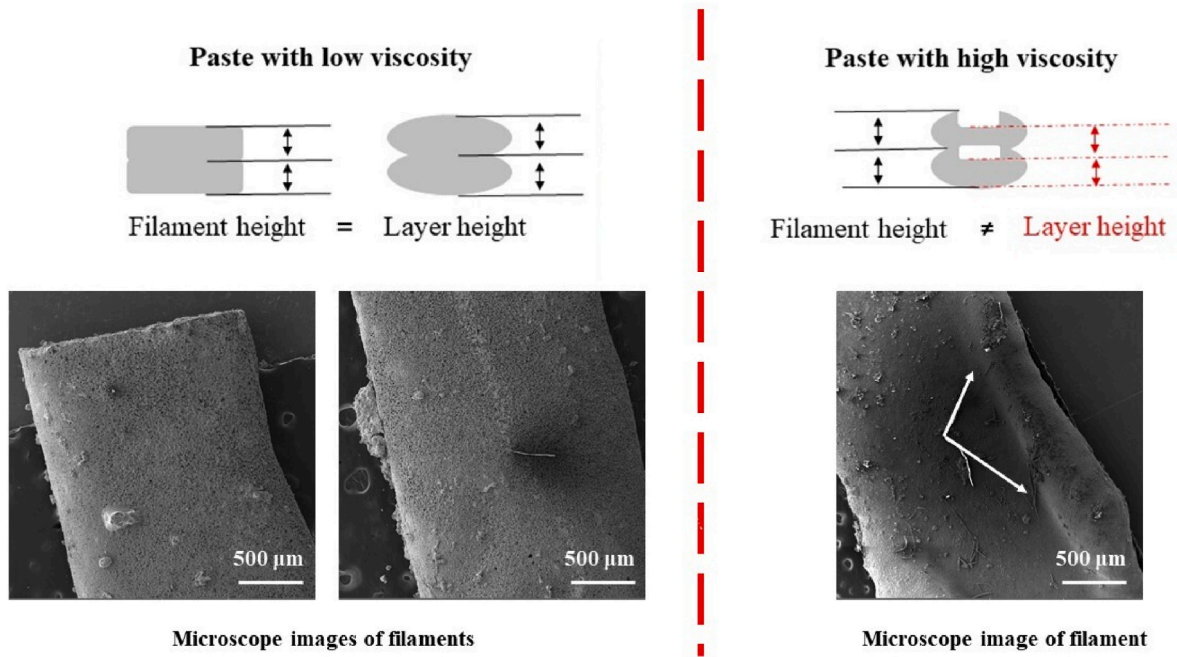 Paste with low viscosity
Filament height = Layer height
500 µm
500 µm
Microscope images of filaments
Paste with high viscosity
Filament height ≠ Layer height
500 µm
Microscope image of filament